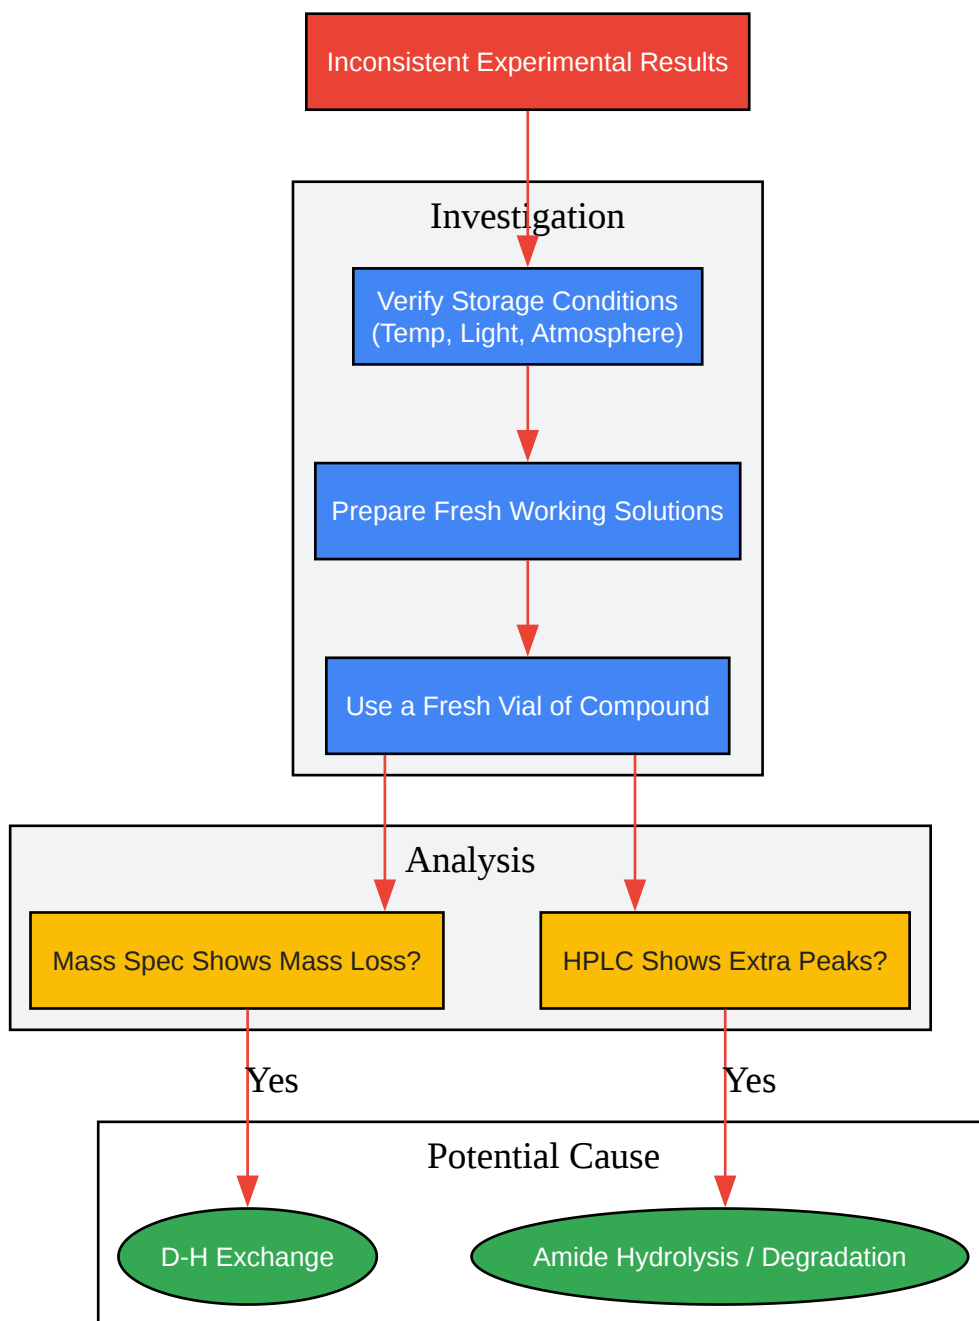 Inconsistent Experimental Results
Investigation
Verify Storage Conditions
(Temp, Light, Atmosphere)
Prepare Fresh Working Solutions
Use a Fresh Vial of Compound
Analysis
Mass Spec Shows Mass Loss?
HPLC Shows Extra Peaks?
Yes
Yes
Potential Cause
D-H Exchange
Amide Hydrolysis / Degradation